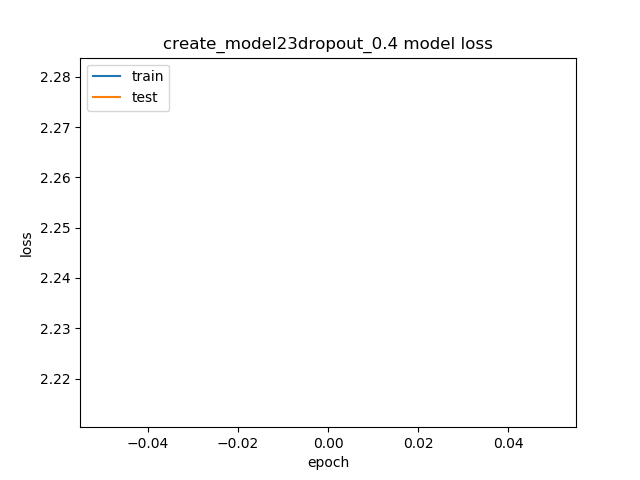 create_model23dropout_0.4 model loss
train
test
2.28
2.27
2.26
2.25
2.24
2.23
2.22
loss
−0.04 −0.02 0.00 0.02 0.04
epoch